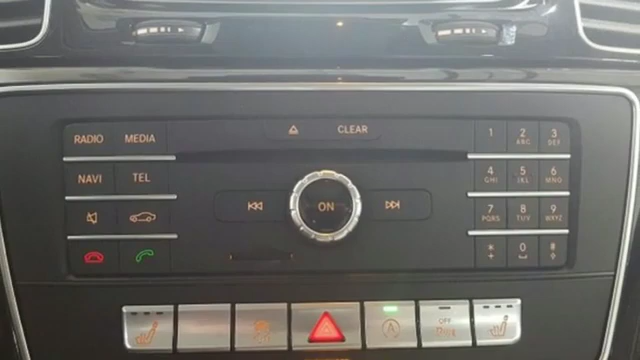 RADIO MEDIA CLEAR 1 2 3
ABC DEF
NAVI TEL 4 5 6
GHI JKL MNO
ON
7 8 9
PQRS TUV WXYZ
* 0 #
A OFF